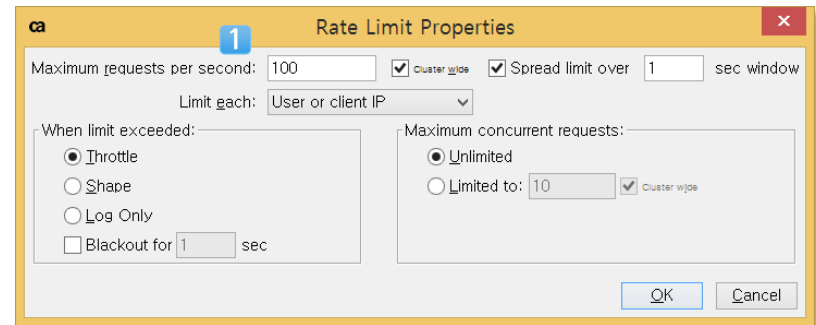 ca Rate Limit Properties ×
1
Maximum requests per second: 100 Cluster wide Spread limit over 1 sec window
Limit each: User or client IP
When limit exceeded: Maximum concurrent requests:
Throttle Unlimited
Shape Limited to: 10 Cluster wide
Log Only
Blackout for 1 sec
OK Cancel